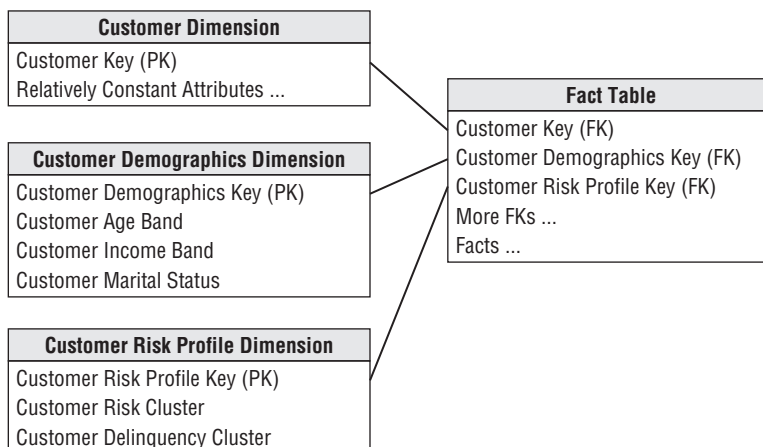 Customer Dimension
Customer Key (PK)
Relatively Constant Attributes ...
Customer Demographics Dimension
Customer Demographics Key (PK)
Customer Age Band
Customer Income Band
Customer Marital Status
Customer Risk Profile Dimension
Customer Risk Profile Key (PK)
Customer Risk Cluster
Customer Delinquency Cluster
Fact Table
Customer Key (FK)
Customer Demographics Key (FK)
Customer Risk Profile Key (FK)
More FKs ...
Facts ...